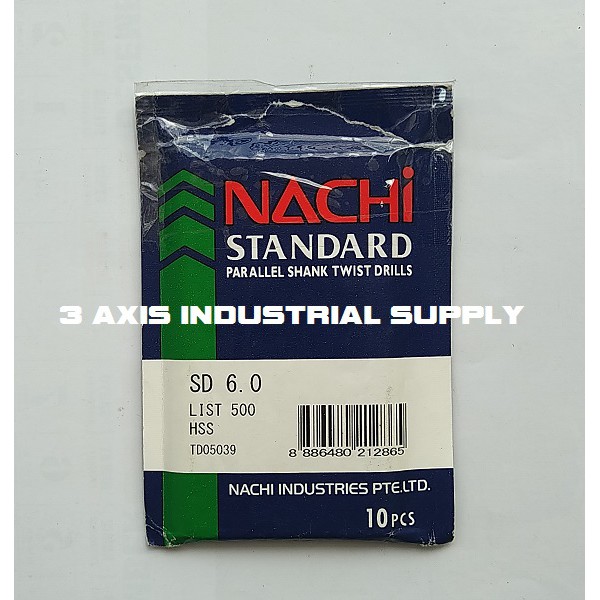 NACHi
STANDARD
PARALLEL SHANK TWIST DRILLS
3 AXIS INDUSTRIAL SUPPLY
SD 6.0
LIST 500
HSS
TD05039
8 886480 212865
NACHI INDUSTRIES PTE.LTD.
10 PCS